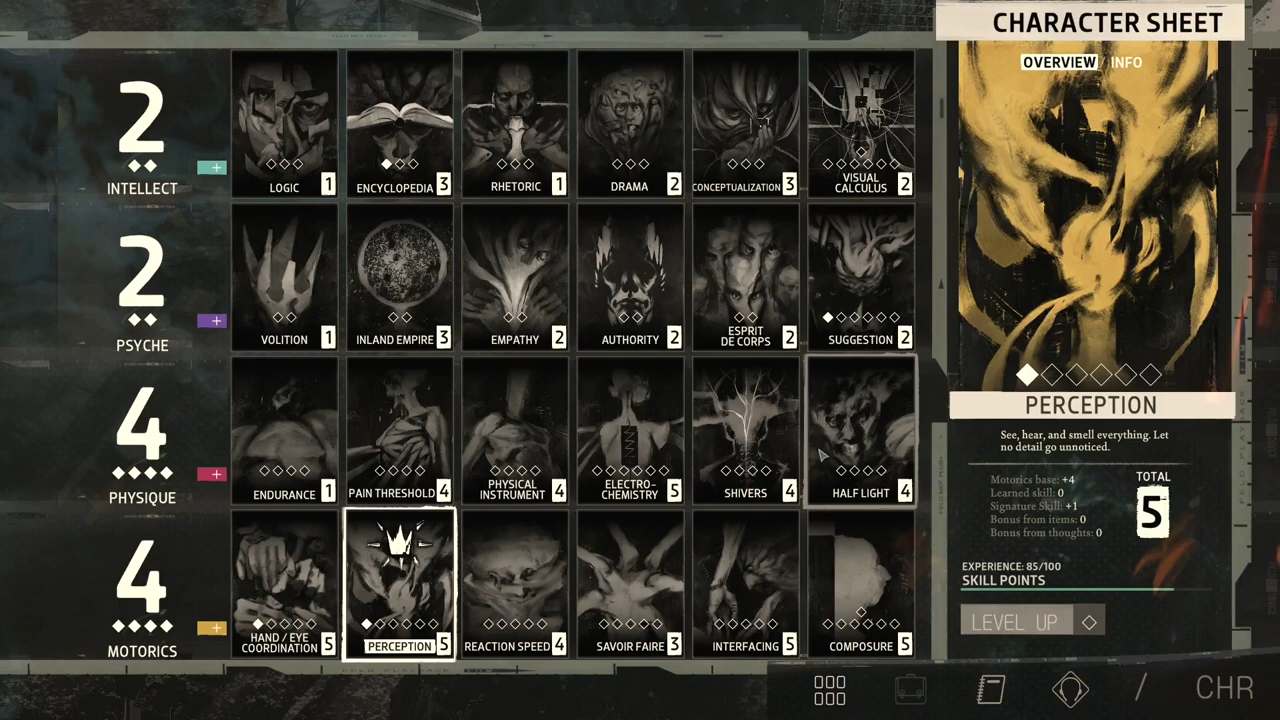 CHARACTER SHEET
OVERVIEW / INFO
2
INTELLECT
+
LOGIC 1
ENCYCLOPEDIA 3
RHETORIC 1
DRAMA 2
CONCEPTUALIZATION 3
VISUAL
CALCULUS 2
2
PSYCHE
+
VOLITION 1
INLAND EMPIRE 3
EMPATHY 2
AUTHORITY 2
ESPRIT
DE CORPS 2
SUGGESTION 2
4
PHYSIQUE
+
ENDURANCE 1
PAIN THRESHOLD 4
PHYSICAL
INSTRUMENT 4
ELECTRO-
CHEMISTRY 5
SHIVERS 4
HALF LIGHT 4
4
MOTORICS
+
HAND / EYE
COORDINATION 5
PERCEPTION 5
REACTION SPEED 4
SAVOIR FAIRE 3
INTERFACING 5
COMPOSURE 5
PERCEPTION
See, hear, and smell everything. Let
no detail go unnoticed.
Motorics base: +4
Learned skill: 0
Signature Skill: +1
Bonus from items: 0
Bonus from thoughts: 0
TOTAL
5
EXPERIENCE: 85/100
SKILL POINTS
LEVEL UP
/ CHR